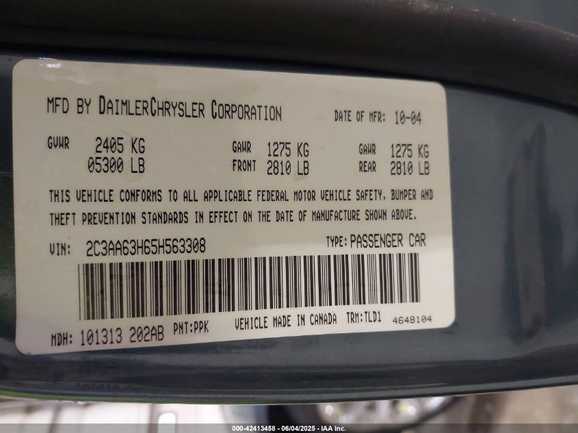 MFD BY DAIMLERCHRYSLER CORPORATION DATE OF MFR: 10-04
GVWR 2405 KG GAWR 1275 KG GAWR 1275 KG
05300 LB FRONT 2810 LB REAR 2810 LB
THIS VEHICLE CONFORMS TO ALL APPLICABLE FEDERAL MOTOR VEHICLE SAFETY, BUMPER AND
THEFT PREVENTION STANDARDS IN EFFECT ON THE DATE OF MANUFACTURE SHOWN ABOVE.
VIN: 2C3AA63H65H563308 TYPE: PASSENGER CAR
MDH: 101313 202AB PNT: PPK VEHICLE MADE IN CANADA TRM: TLD1 4648104
000-42413458 - 06/04/2025 - IAA Inc.